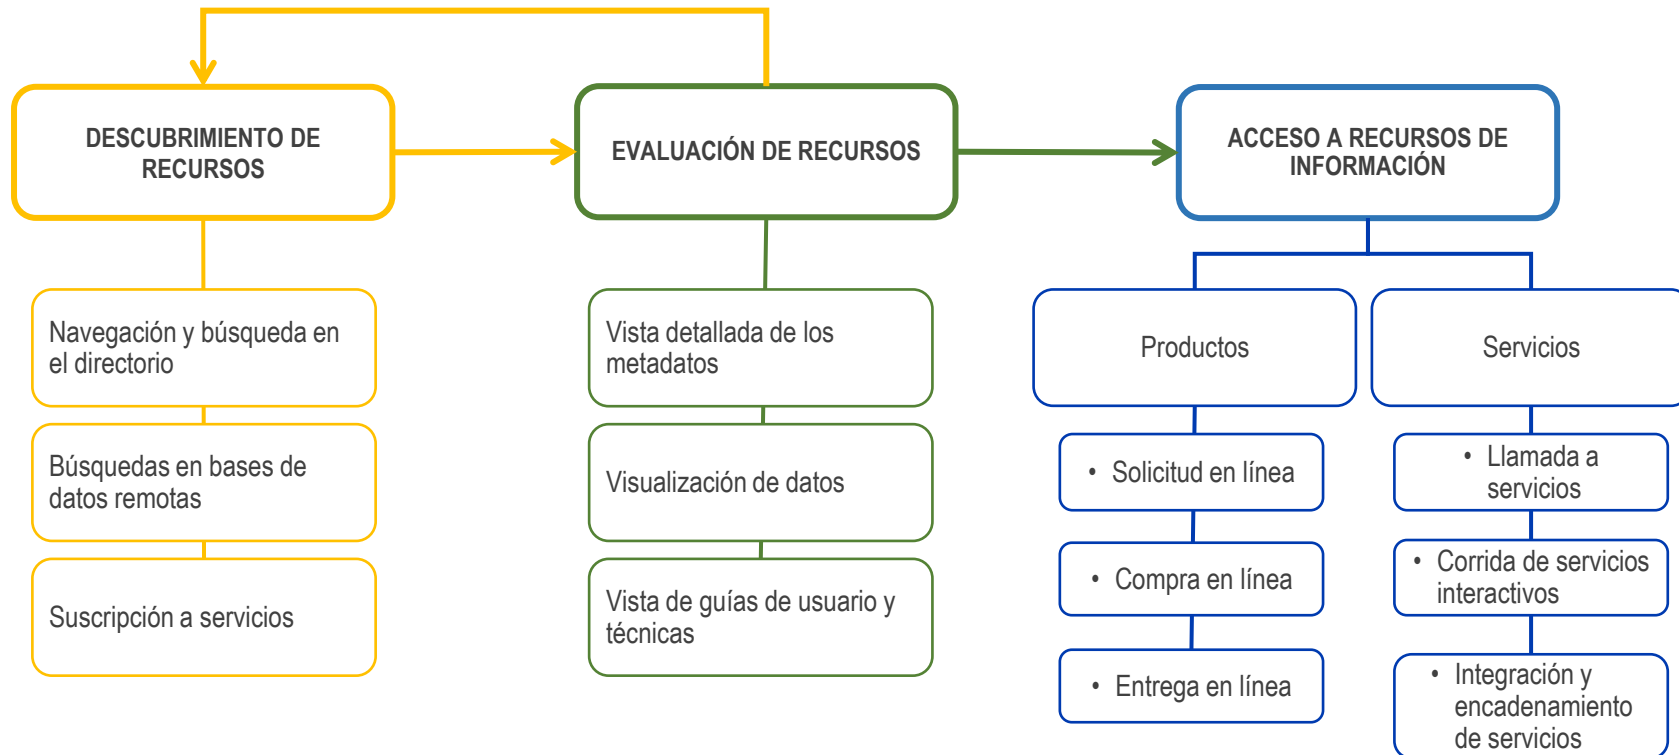 DESCUBRIMIENTO DE
RECURSOS
EVALUACIÓN DE RECURSOS
ACCESO A RECURSOS DE
INFORMACIÓN
Navegación y búsqueda en
el directorio
Búsquedas en bases de
datos remotas
Suscripción a servicios
Vista detallada de los
metadatos
Visualización de datos
Vista de guías de usuario y
técnicas
Productos
• Solicitud en línea
• Compra en línea
• Entrega en línea
Servicios
• Llamada a
servicios
• Corrida de servicios
interactivos
• Integración y
encadenamiento
de servicios